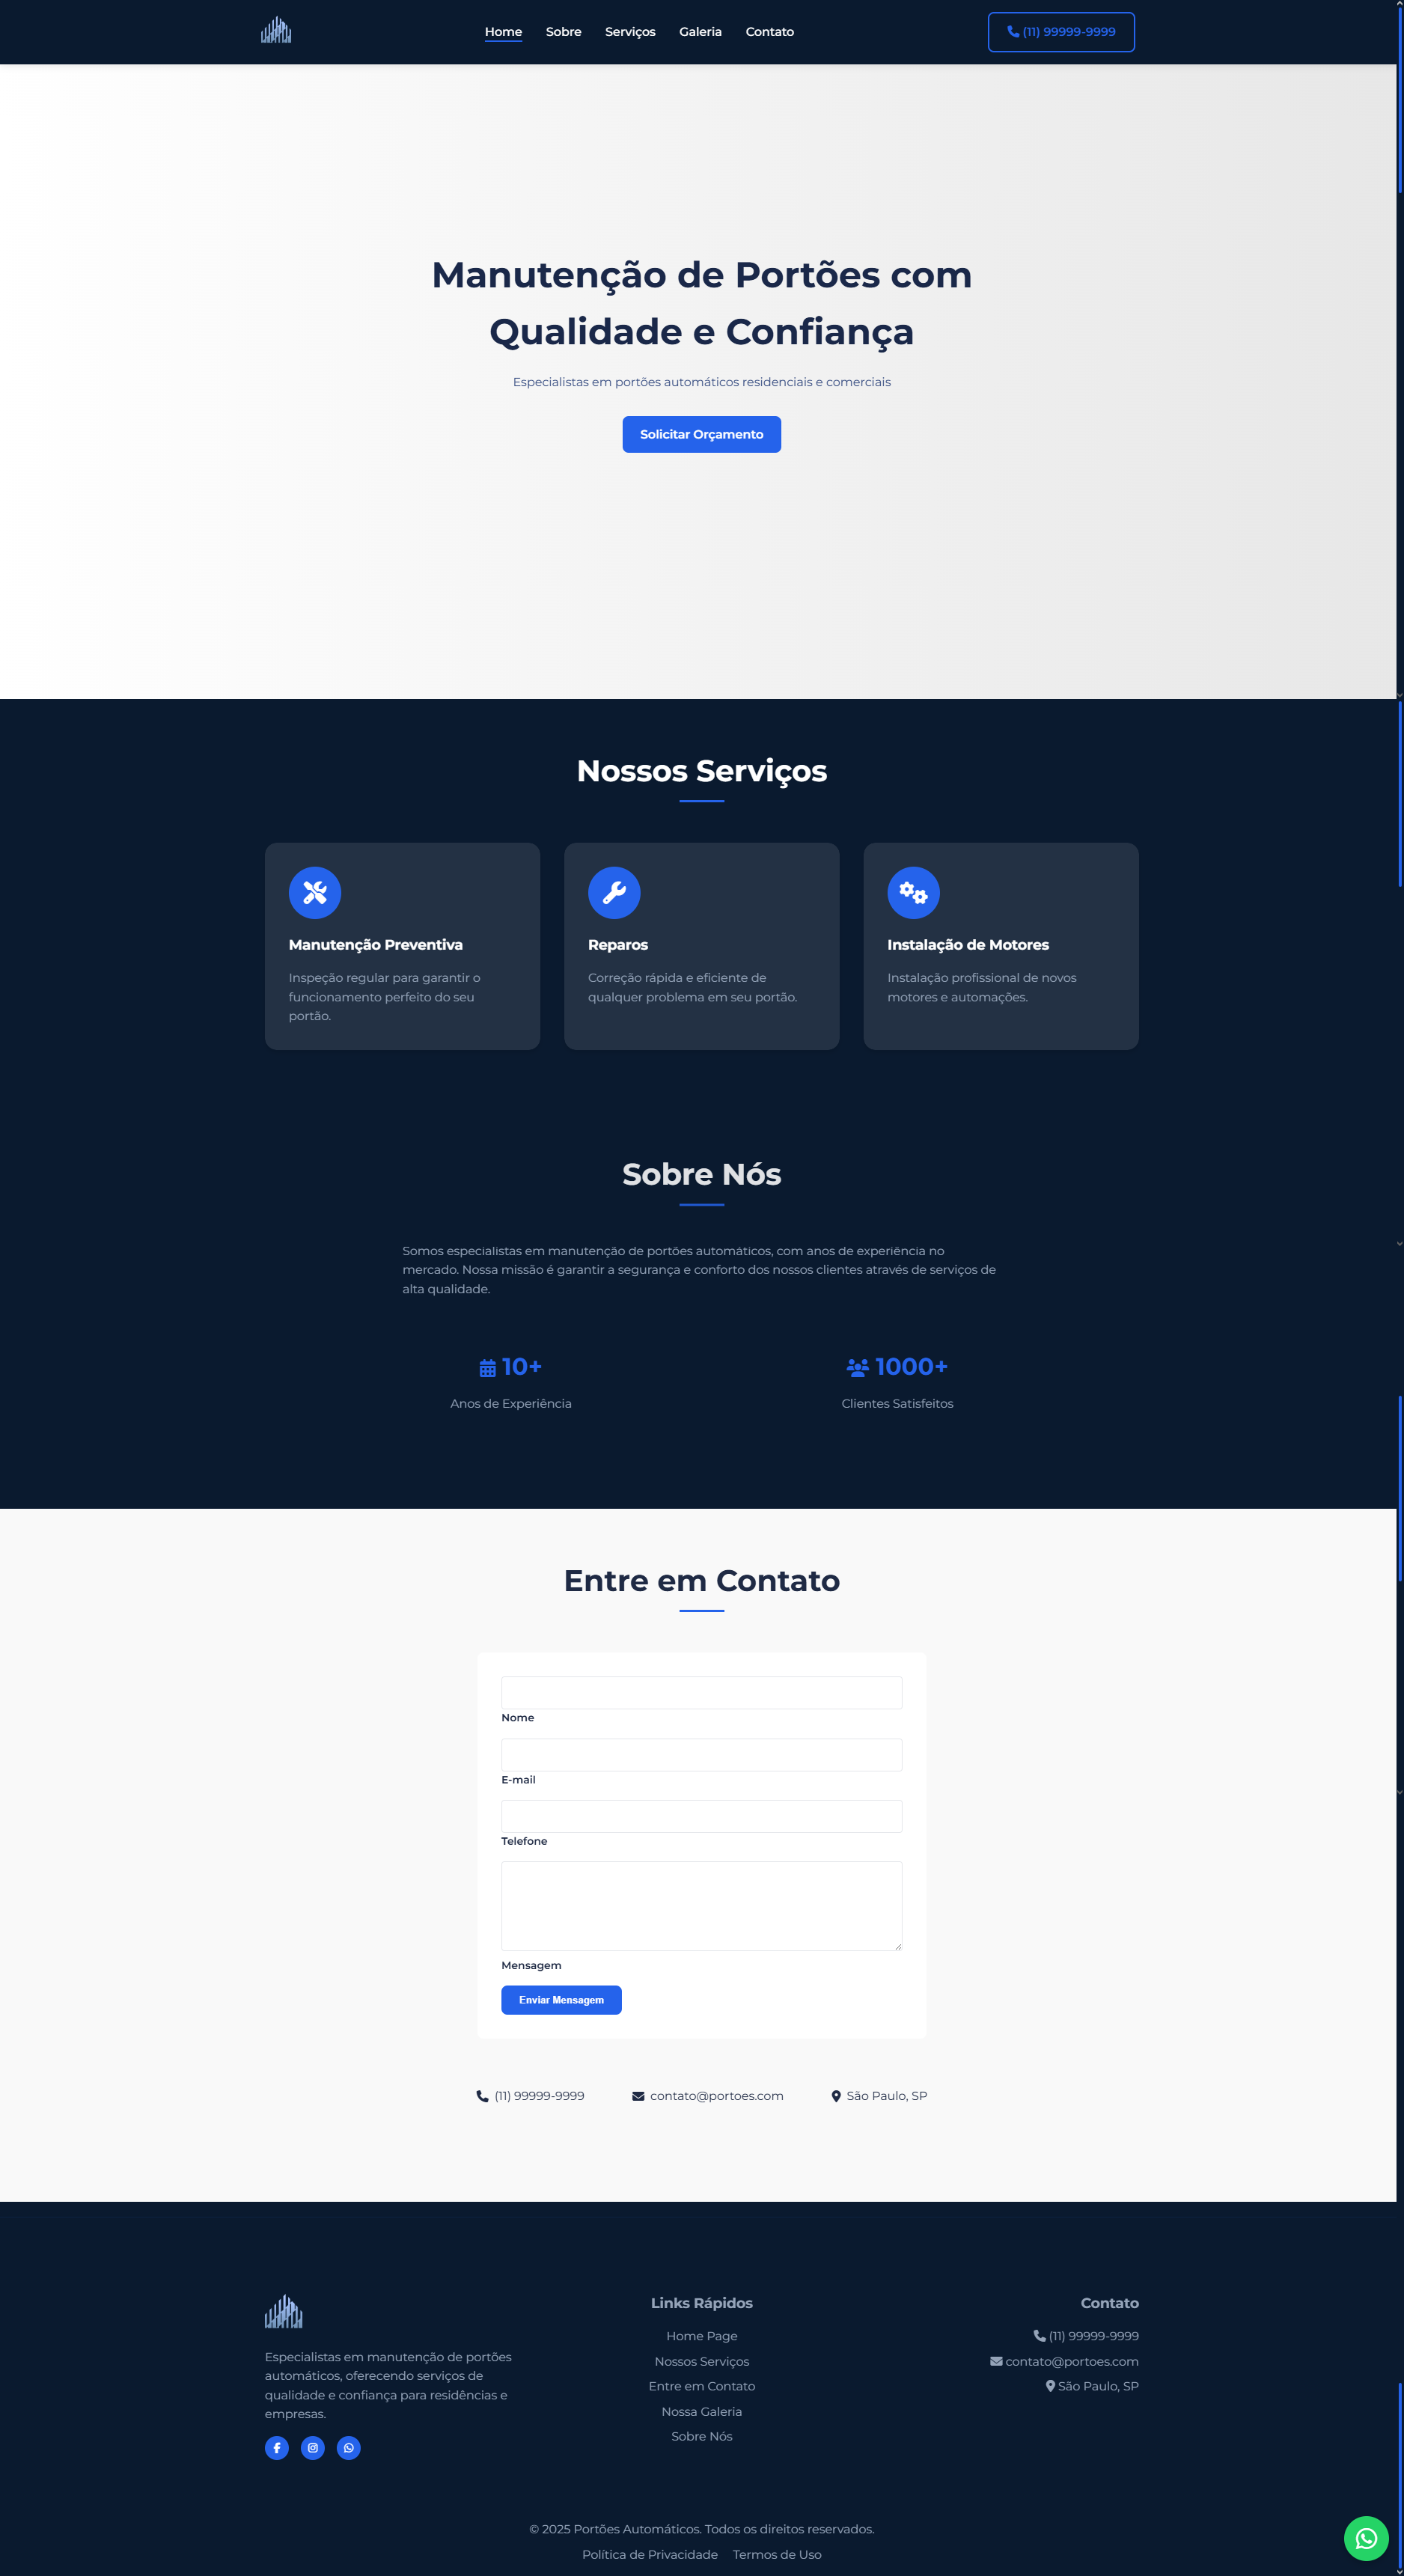 Home Sobre Serviços Galeria Contato (11) 99999-9999
Manutenção de Portões com
Qualidade e Confiança
Especialistas em portões automáticos residenciais e comerciais
Solicitar Orçamento
Nossos Serviços
Manutenção Preventiva
Inspeção regular para garantir o
funcionamento perfeito do seu
portão.
Reparos
Correção rápida e eficiente de
qualquer problema em seu portão.
Instalação de Motores
Instalação profissional de novos
motores e automações.
Sobre Nós
Somos especialistas em manutenção de portões automáticos, com anos de experiência no
mercado. Nossa missão é garantir a segurança e conforto dos nossos clientes através de serviços de
alta qualidade.
10+
Anos de Experiência
1000+
Clientes Satisfeitos
Entre em Contato
Nome
E-mail
Telefone
Mensagem
Enviar Mensagem
(11) 99999-9999 contato@portoes.com São Paulo, SP
Especialistas em manutenção de portões
automáticos, oferecendo serviços de
qualidade e confiança para residências e
empresas.
Links Rápidos
Home Page
Nossos Serviços
Entre em Contato
Nossa Galeria
Sobre Nós
Contato
(11) 99999-9999
contato@portoes.com
São Paulo, SP
© 2025 Portões Automáticos. Todos os direitos reservados.
Política de Privacidade Termos de Uso